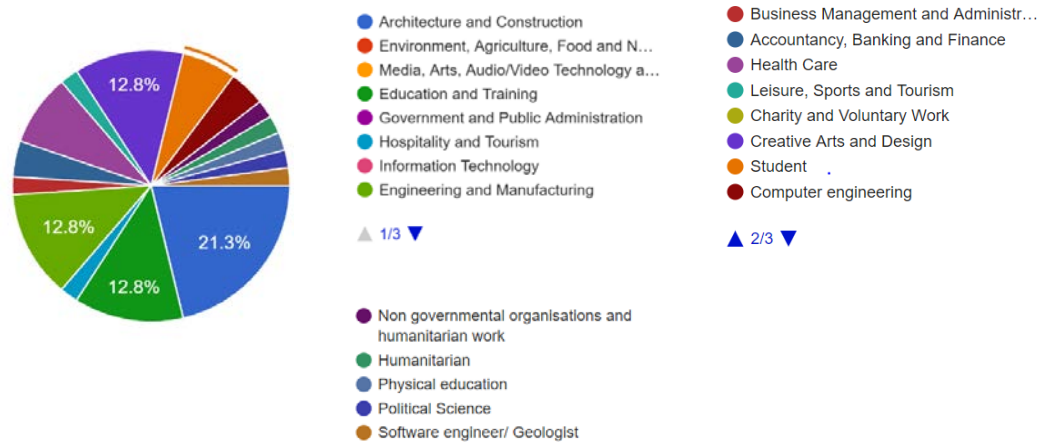 12.8%
12.8%
12.8%
21.3%
Architecture and Construction
Environment, Agriculture, Food and N...
Media, Arts, Audio/Video Technology a...
Education and Training
Government and Public Administration
Hospitality and Tourism
Information Technology
Engineering and Manufacturing
1/3
Business Management and Administr...
Accountancy, Banking and Finance
Health Care
Leisure, Sports and Tourism
Charity and Voluntary Work
Creative Arts and Design
Student
Computer engineering
2/3
Non governmental organisations and
humanitarian work
Humanitarian
Physical education
Political Science
Software engineer/ Geologist